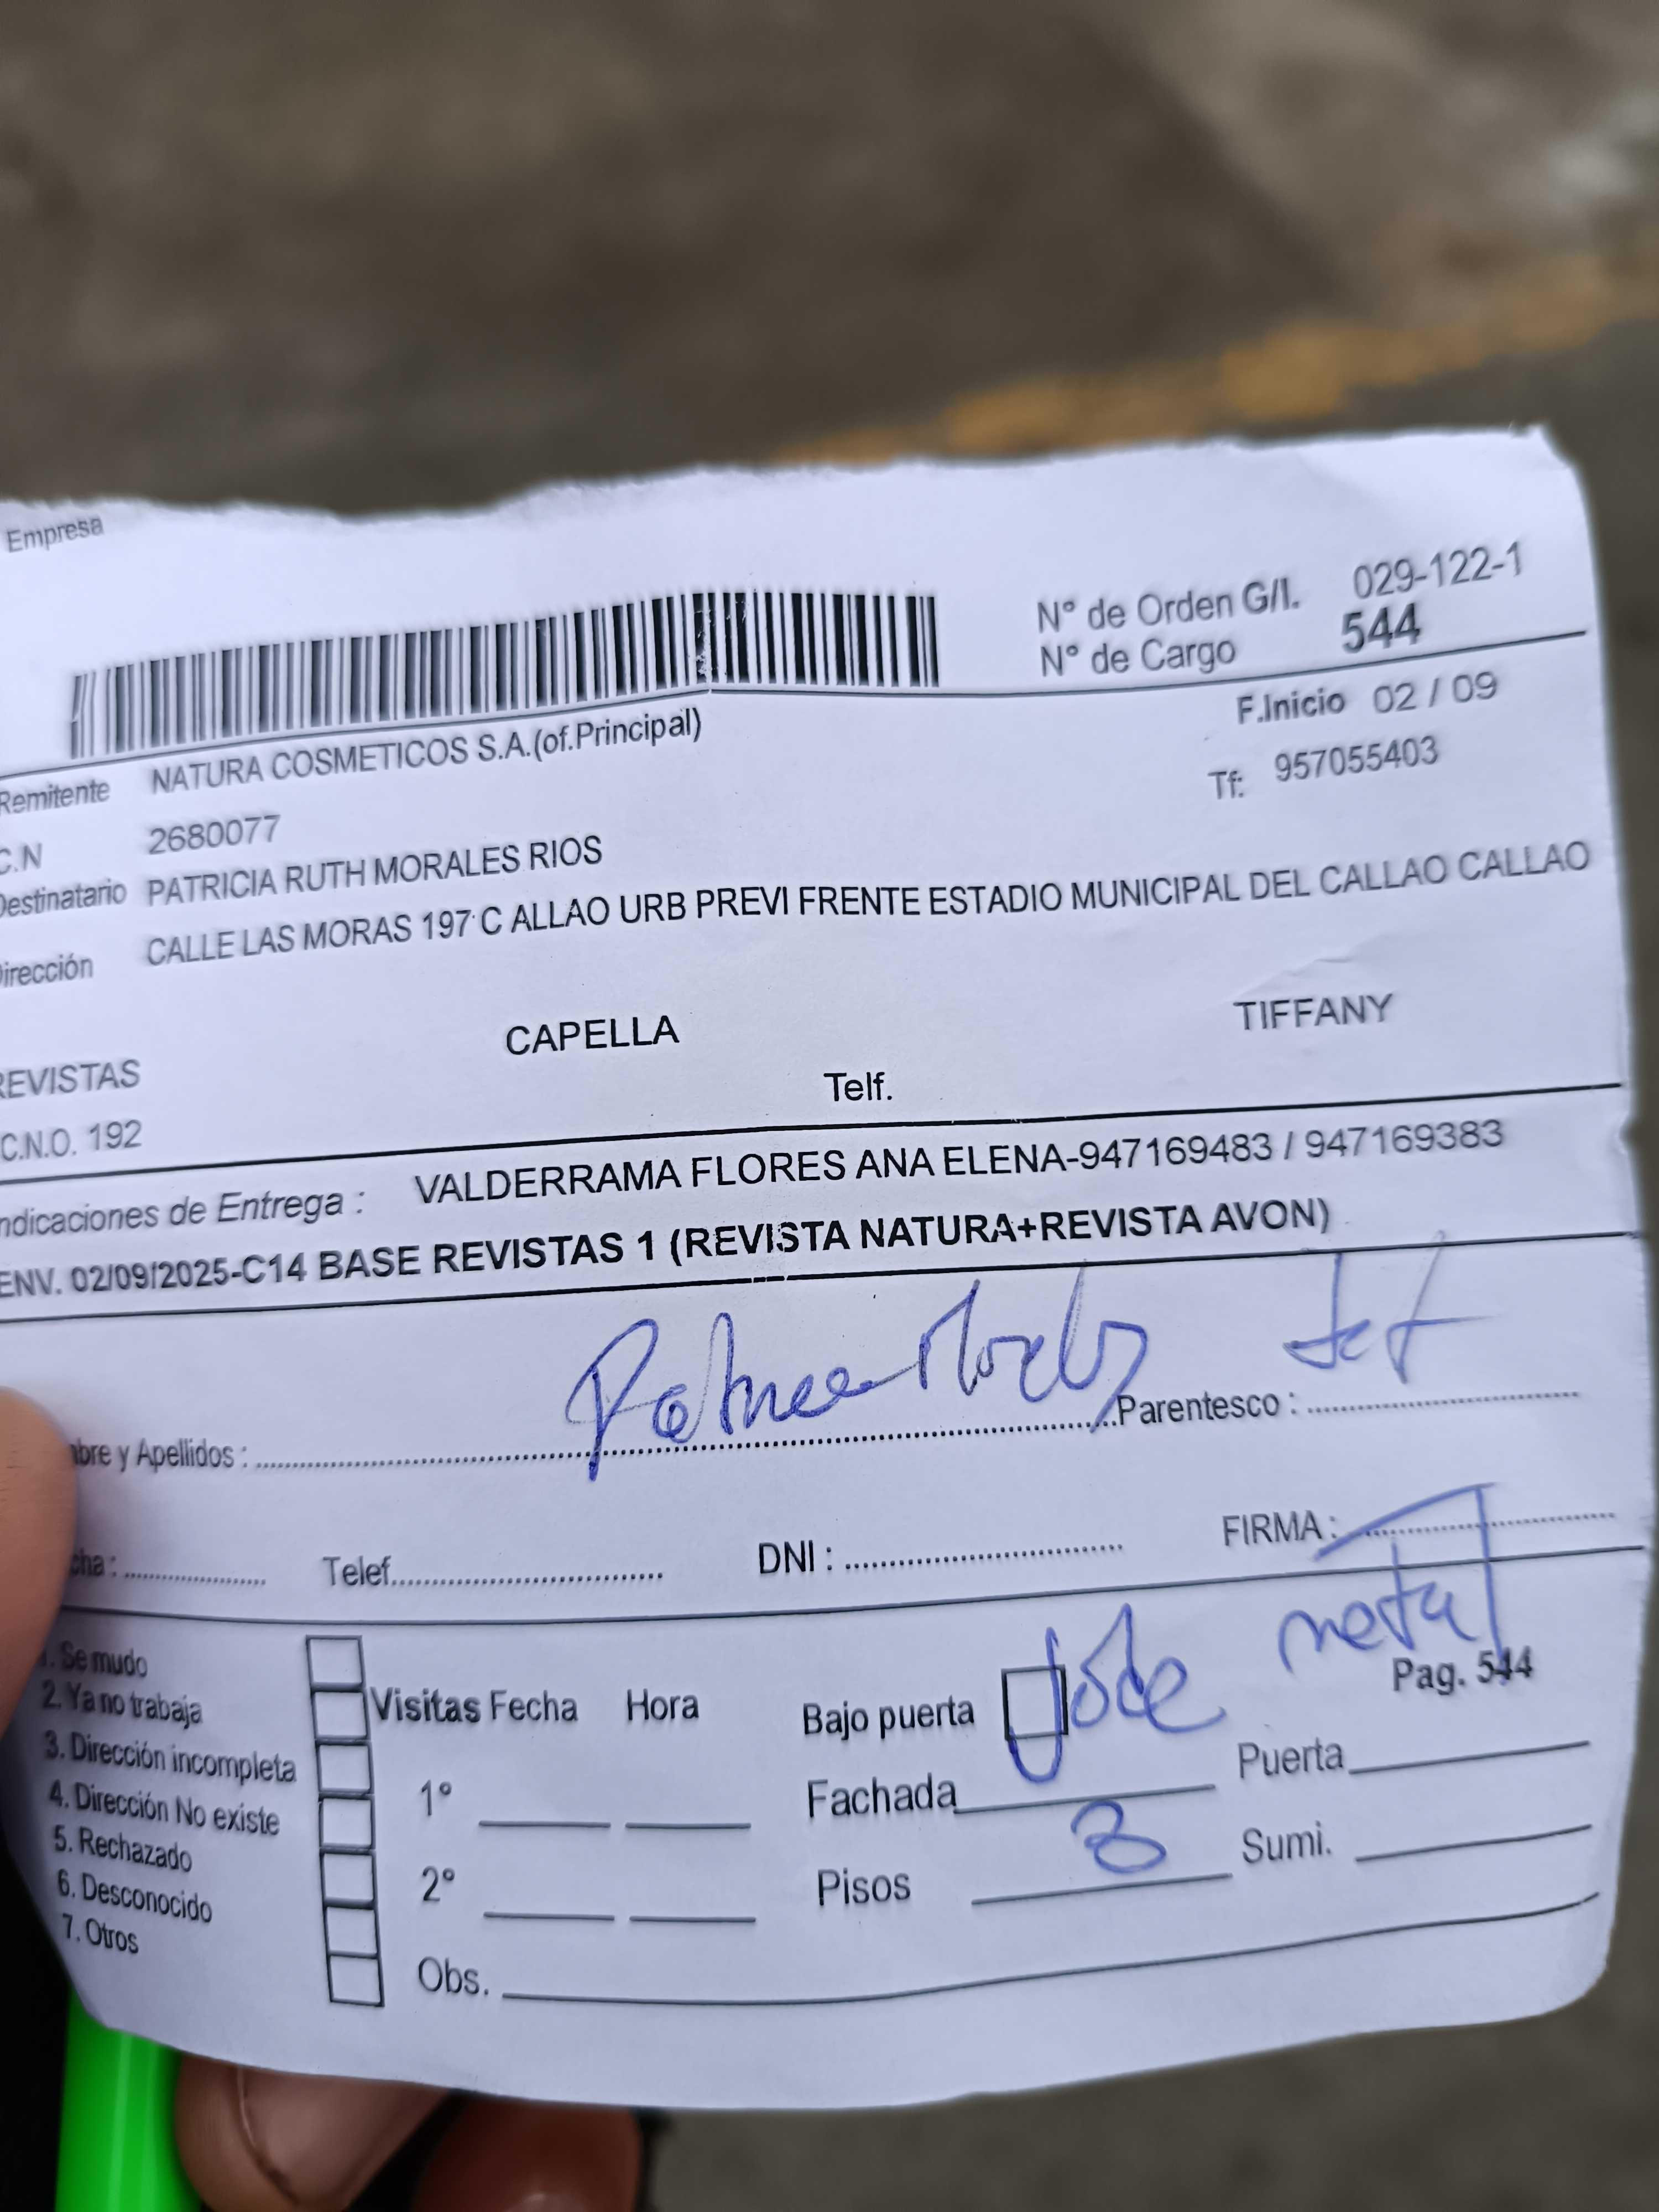 Empresa
N° de Orden G/I. 029-122-1
N° de Cargo 544
F.Inicio 02 / 09
Remitente NATURA COSMETICOS S.A.(of.Principal)
Tf: 957055403
C.N 2680077
Destinatario PATRICIA RUTH MORALES RIOS
Dirección CALLE LAS MORAS 197 C ALLAO URB PREVI FRENTE ESTADIO MUNICIPAL DEL CALLAO CALLAO
CAPELLA TIFFANY
REVISTAS
Telf.
C.N.O. 192
Indicaciones de Entrega : VALDERRAMA FLORES ANA ELENA-947169483 / 947169383
ENV. 02/09/2025-C14 BASE REVISTAS 1 (REVISTA NATURA+REVISTA AVON)
bre y Apellidos : Parentesco :
cha : Telef. DNI : FIRMA :
1. Se mudo
2. Ya no trabaja
3. Dirección incompleta
4. Dirección No existe
5. Rechazado
6. Desconocido
7. Otros
Visitas Fecha Hora
1°
2°
Obs.
Bajo puerta
metal
Pag. 544
Fachada Puerta
Pisos 3 Sumi.